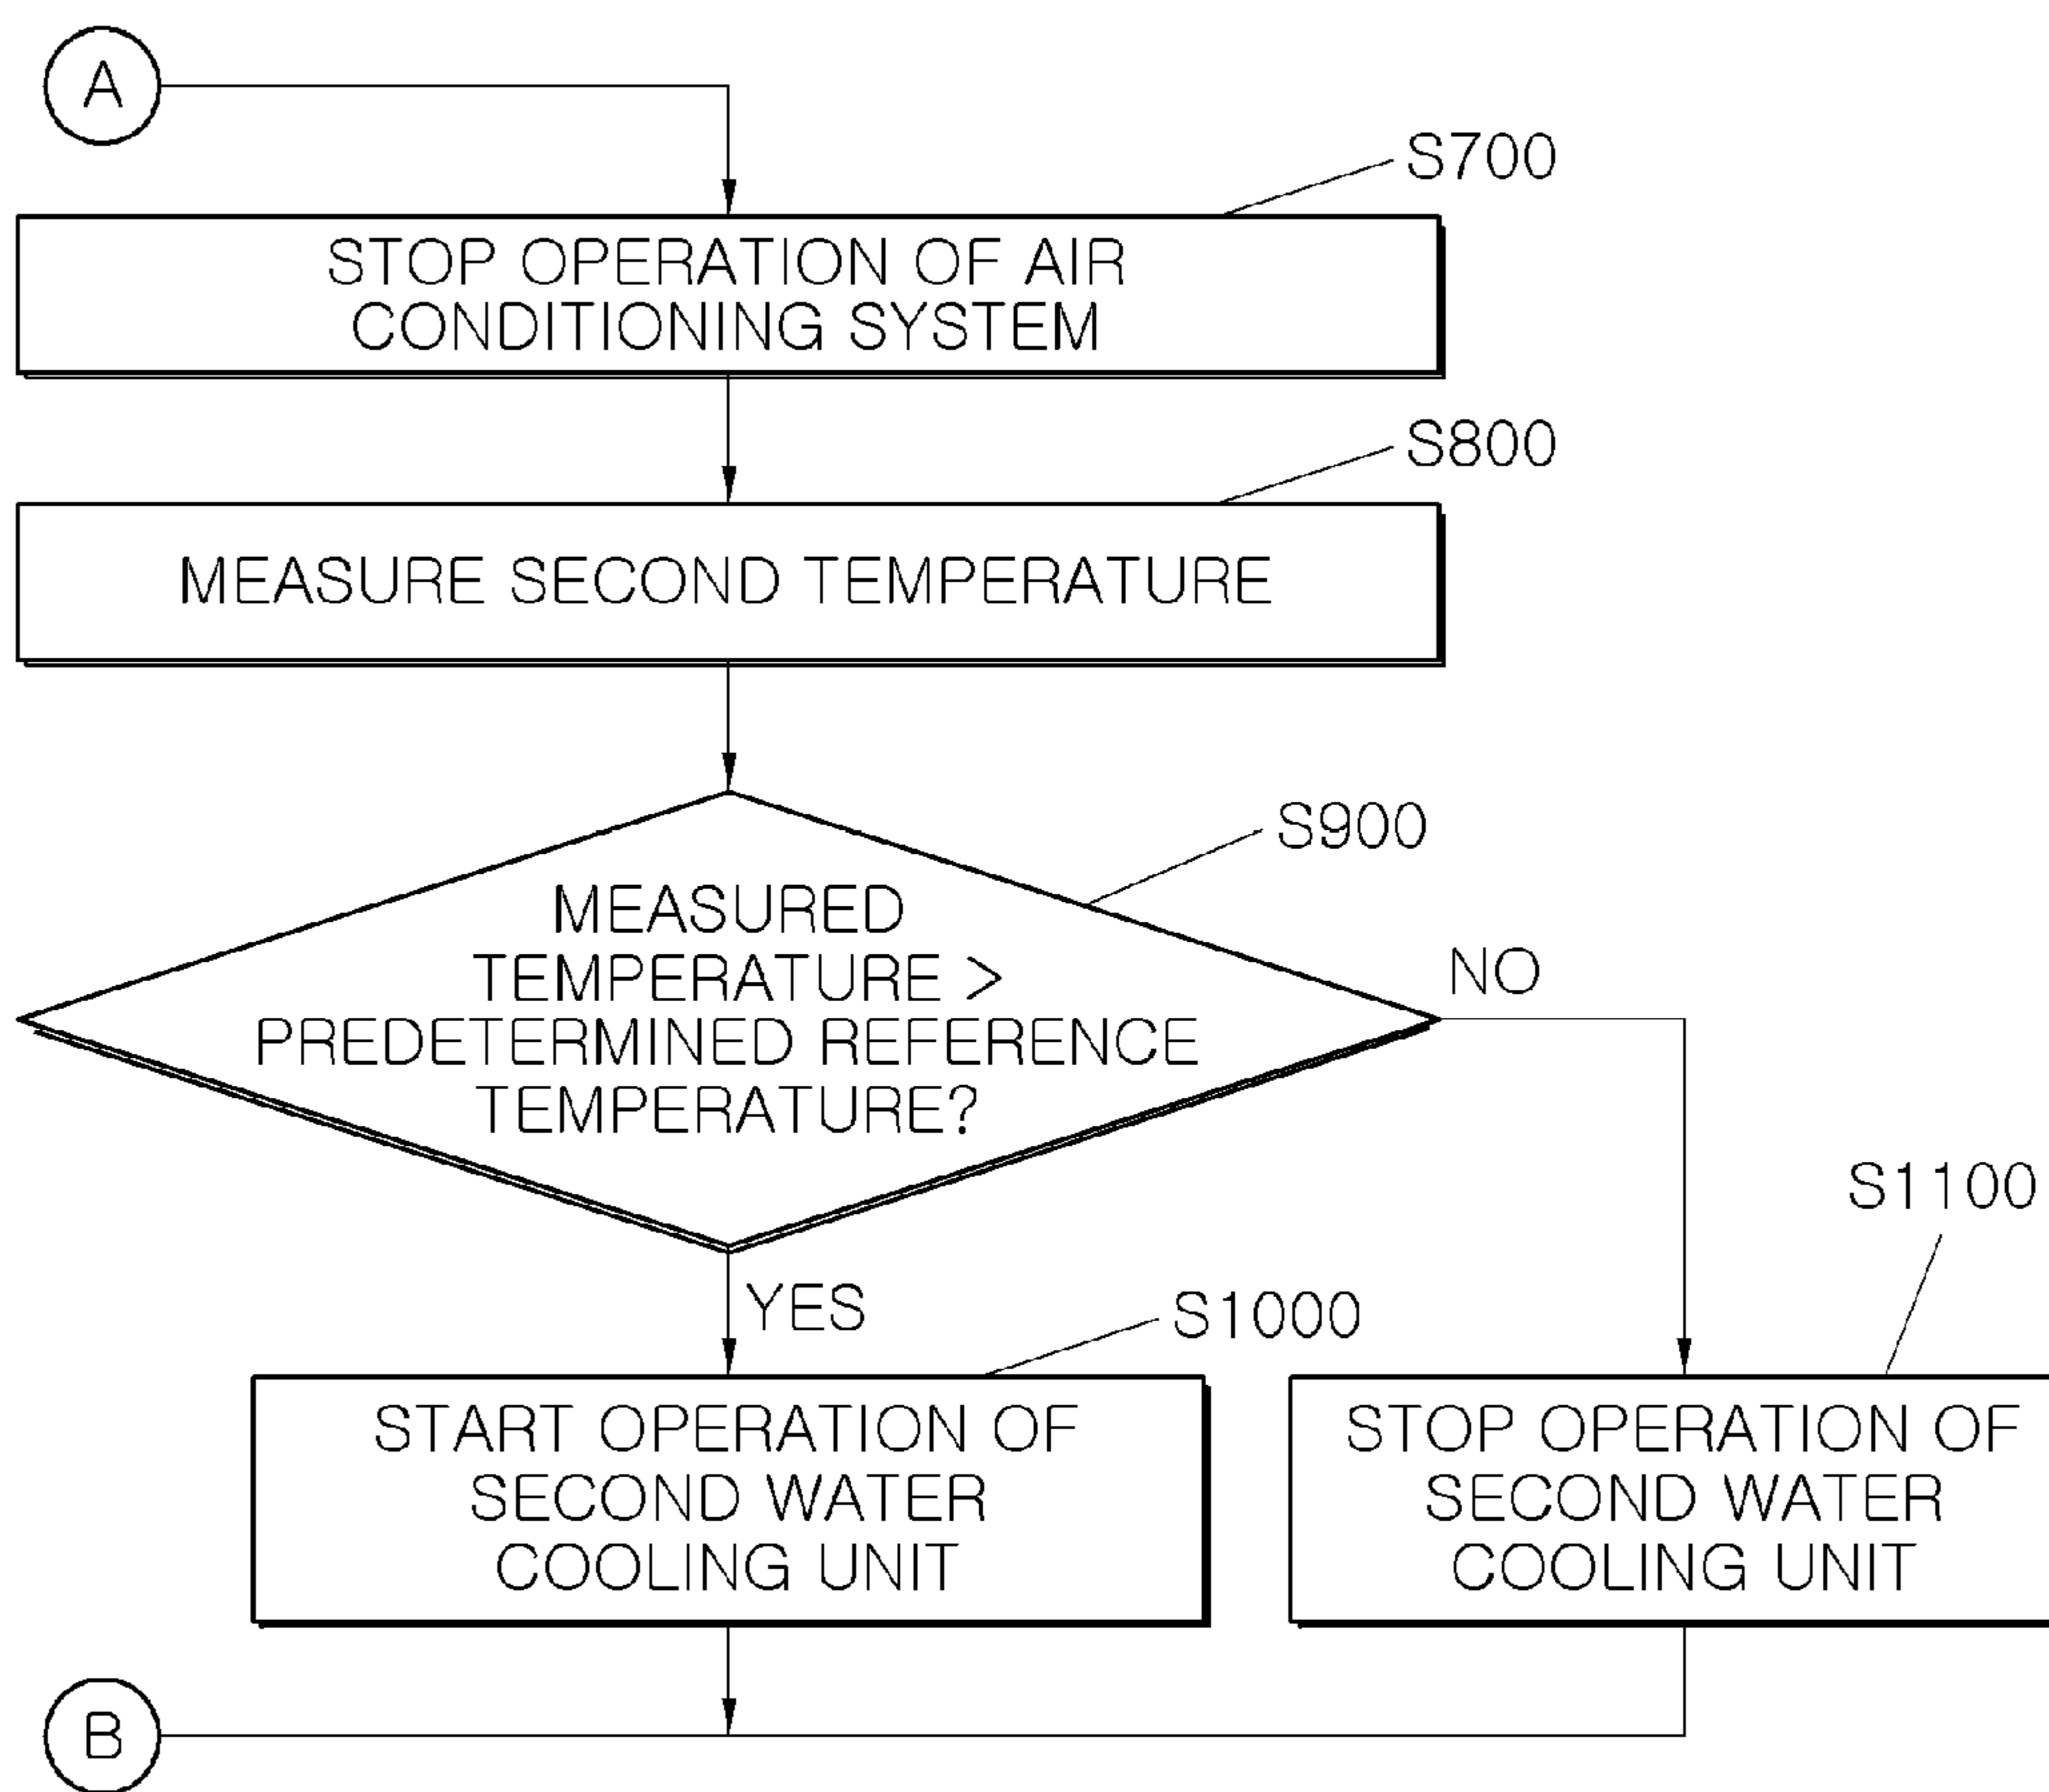 A
S700
STOP OPERATION OF AIR
CONDITIONING SYSTEM
S800
MEASURE SECOND TEMPERATURE
S900
MEASURED
TEMPERATURE >
PREDETERMINED REFERENCE
TEMPERATURE?
NO
S1100
YES
S1000
START OPERATION OF
SECOND WATER
COOLING UNIT
STOP OPERATION OF
SECOND WATER
COOLING UNIT
B